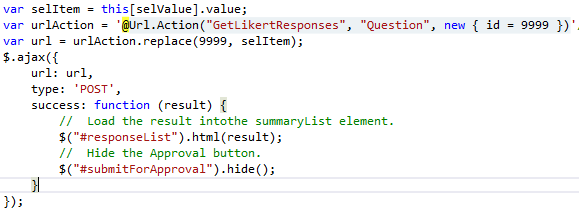 var selItem = this[selValue].value;
var urlAction = '@Url.Action("GetLikertResponses", "Question", new { id = 9999 })'
var url = urlAction.replace(9999, selItem);
$.ajax({
url: url,
type: 'POST',
success: function (result) {
//  Load the result intothe summaryList element.
$("#responseList").html(result);
//  Hide the Approval button.
$("#submitForApproval").hide();
}
});